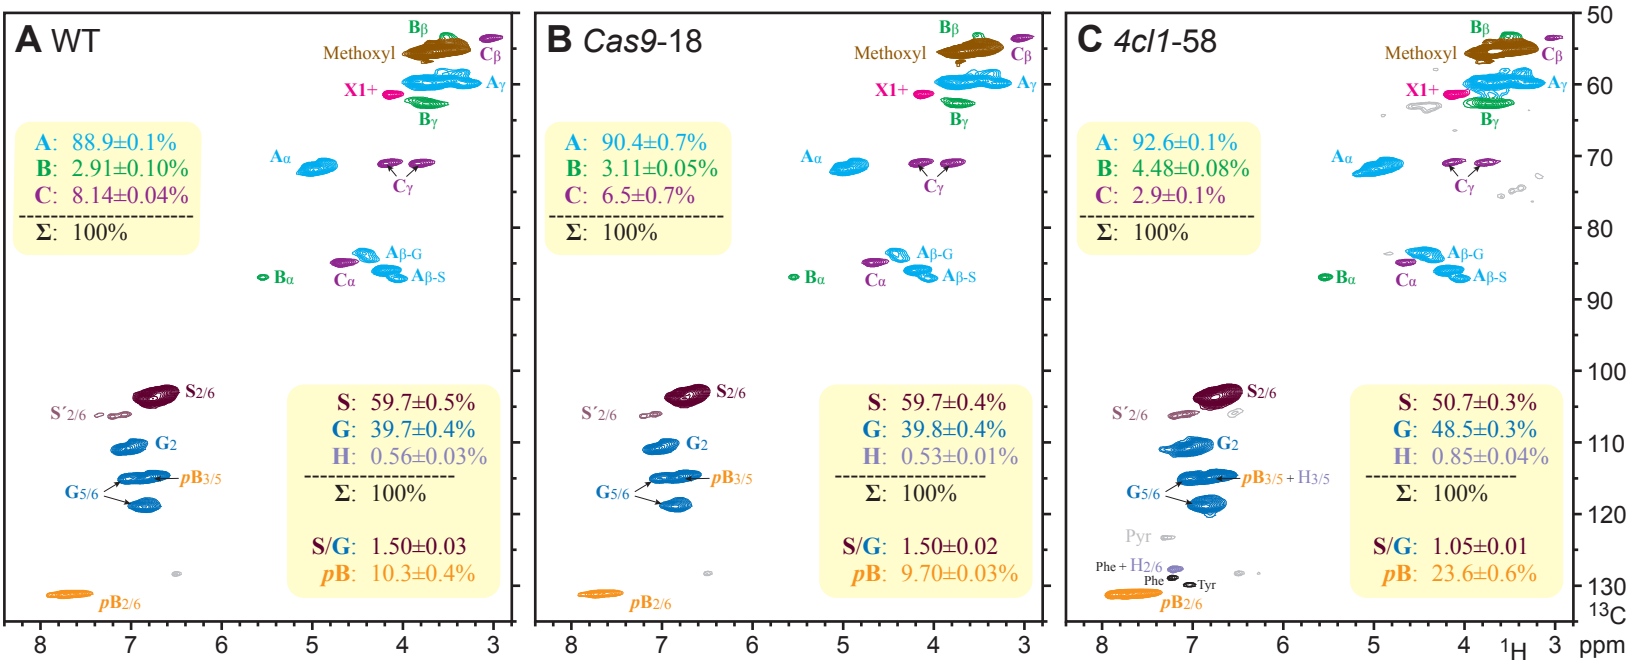 A WT
Bβ
Methoxyl
Cβ
X1+
Aγ
Bγ
A: 88.9±0.1%
B: 2.91±0.10%
C: 8.14±0.04%
Σ: 100%
Aα
Cγ
Aβ-G
Bα
Cα
Aβ-S
S2/6
S´2/6
G2
pB3/5
G5/6
pB2/6
S: 59.7±0.5%
G: 39.7±0.4%
H: 0.56±0.03%
Σ: 100%
S/G: 1.50±0.03
pB: 10.3±0.4%
8 7 6 5 4 3
B Cas9-18
Bβ
Methoxyl
Cβ
X1+
Aγ
Bγ
A: 90.4±0.7%
B: 3.11±0.05%
C: 6.5±0.7%
Σ: 100%
Aα
Cγ
Aβ-G
Bα
Cα
Aβ-S
S2/6
S´2/6
G2
pB3/5
G5/6
pB2/6
S: 59.7±0.4%
G: 39.8±0.4%
H: 0.53±0.01%
Σ: 100%
S/G: 1.50±0.02
pB: 9.70±0.03%
8 7 6 5 4 3
C 4cl1-58
Bβ
Methoxyl
Cβ
X1+
Aγ
Bγ
A: 92.6±0.1%
B: 4.48±0.08%
C: 2.9±0.1%
Σ: 100%
Aα
Cγ
Aβ-G
Bα
Cα
Aβ-S
S2/6
S´2/6
G2
pB3/5 + H3/5
G5/6
Pyr
Phe + H2/6
Phe
Tyr
pB2/6
S: 50.7±0.3%
G: 48.5±0.3%
H: 0.85±0.04%
Σ: 100%
S/G: 1.05±0.01
pB: 23.6±0.6%
50
60
70
80
90
100
110
120
130
13C
8 7 6 5 4 1H 3 ppm